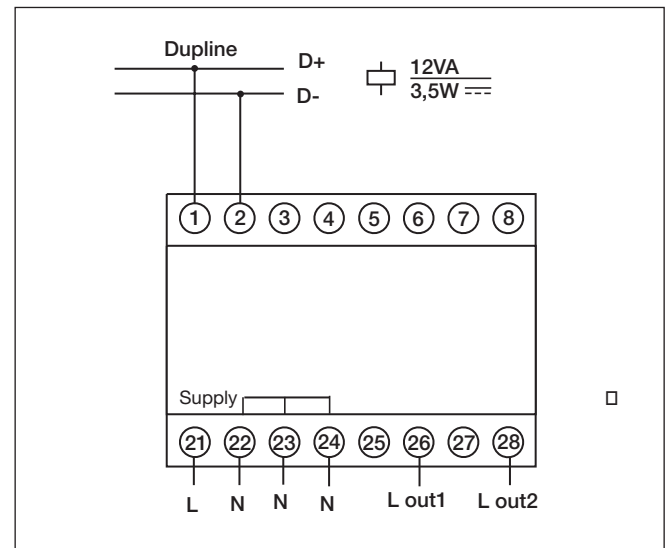 Dupline
D+
D-
12VA
3,5W
1 2 3 4 5 6 7 8
Supply
21 22 23 24 25 26 27 28
L N N N L out1 L out2